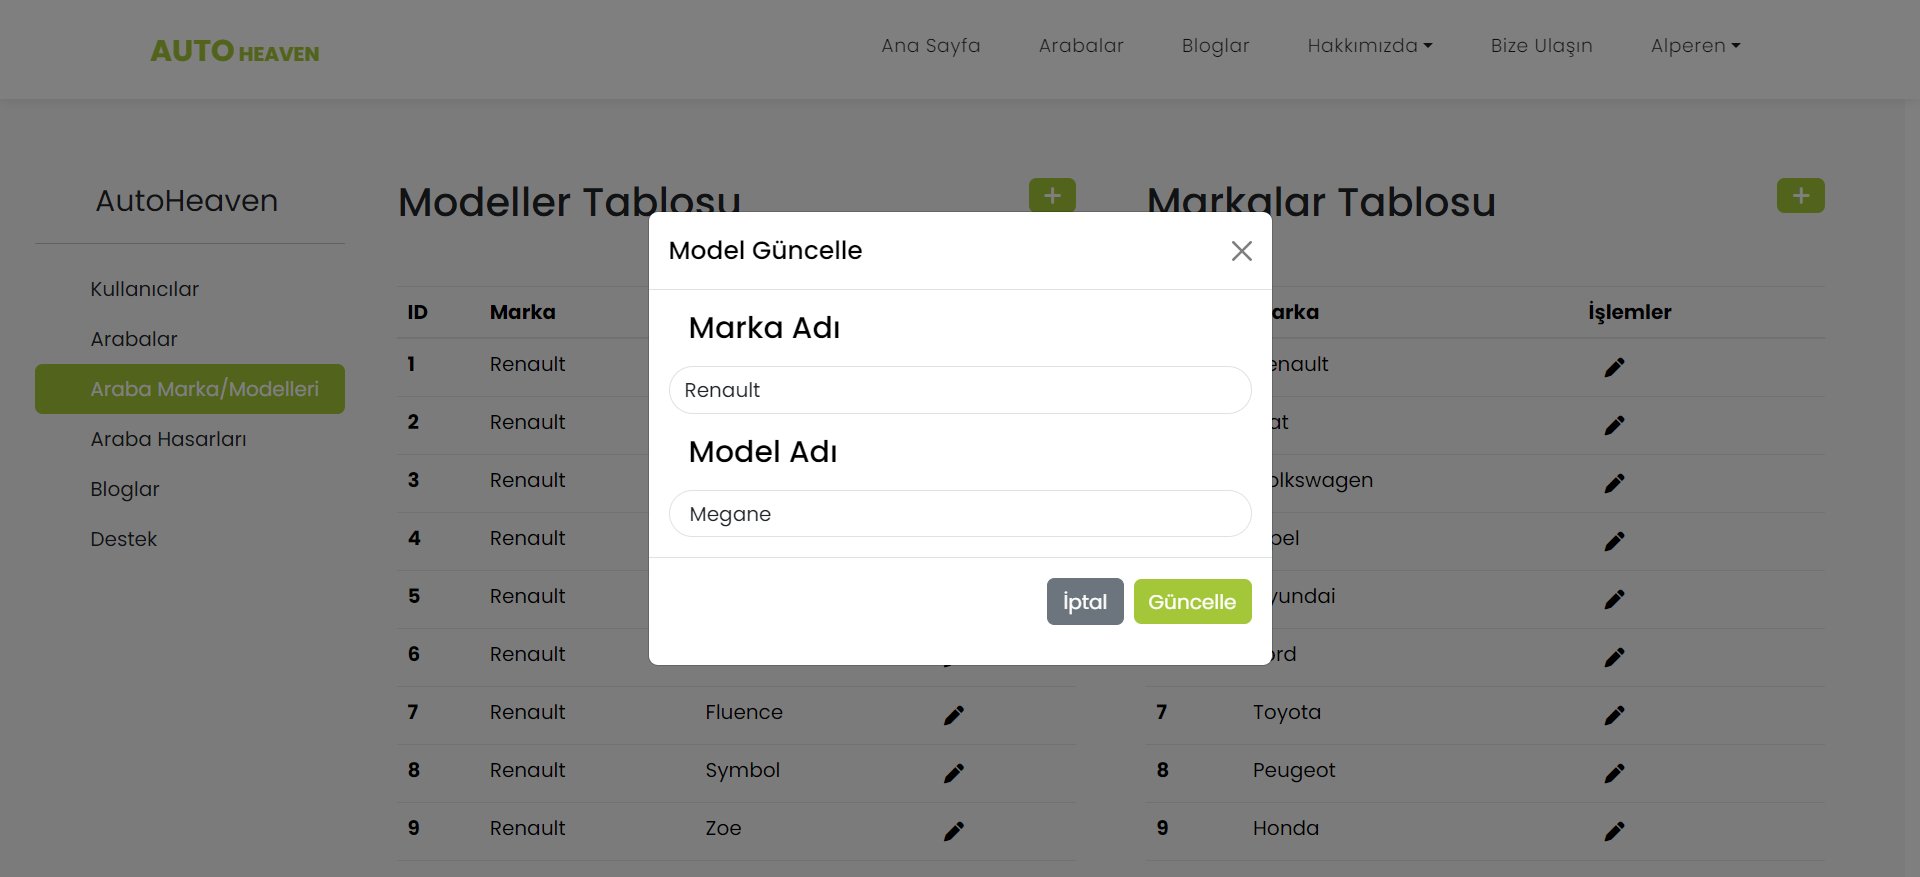 AUTO HEAVEN
Ana Sayfa Arabalar Bloglar Hakkımızda Bize Ulaşın Alperen
AutoHeaven
Kullanıcılar
Arabalar
Araba Marka/Modelleri
Araba Hasarları
Bloglar
Destek
Modeller Tablosu
ID Marka
1 Renault
2 Renault
3 Renault
4 Renault
5 Renault
6 Renault
7 Renault Fluence
8 Renault Symbol
9 Renault Zoe
Model Güncelle
Marka Adı
Renault
Model Adı
Megane
İptal Güncelle
Markalar Tablosu
arka İşlemler
enault
at
olkswagen
pel
yundai
ord
7 Toyota
8 Peugeot
9 Honda